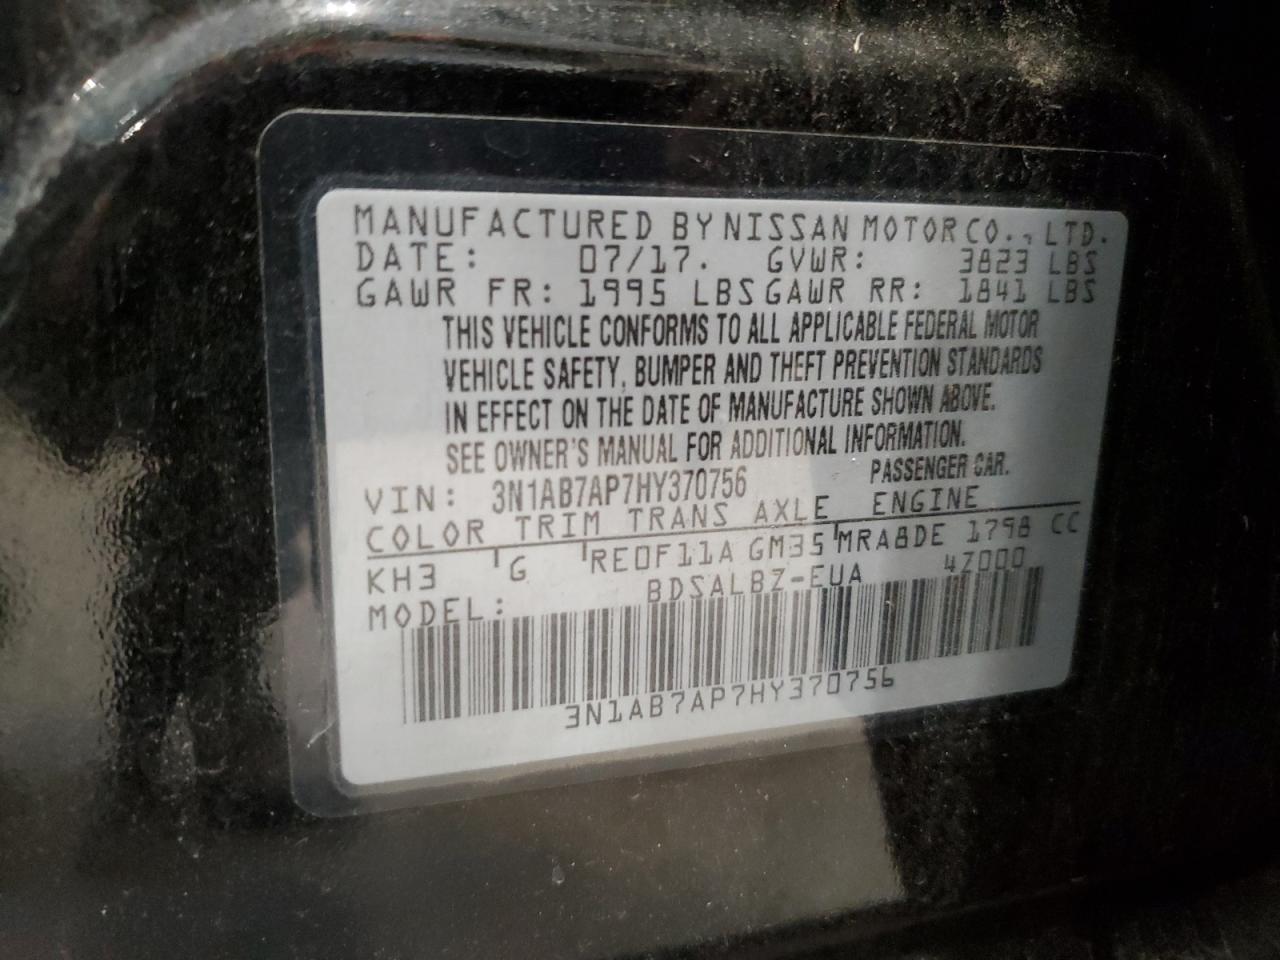 MANUFACTURED BY NISSAN MOTOR CO., LTD.
DATE: 07/17. GVWR: 3823 LBS
GAWR FR: 1995 LBS GAWR RR: 1841 LBS
THIS VEHICLE CONFORMS TO ALL APPLICABLE FEDERAL MOTOR
VEHICLE SAFETY, BUMPER AND THEFT PREVENTION STANDARDS
IN EFFECT ON THE DATE OF MANUFACTURE SHOWN ABOVE.
SEE OWNER'S MANUAL FOR ADDITIONAL INFORMATION.
VIN: 3N1AB7AP7HY370756 PASSENGER CAR.
COLOR TRIM TRANS AXLE ENGINE
KH3 G RE0F11A GM35 MRA8DE 1798 CC
MODEL: BDSALBZ-EUA 4Z000
3N1AB7AP7HY370756